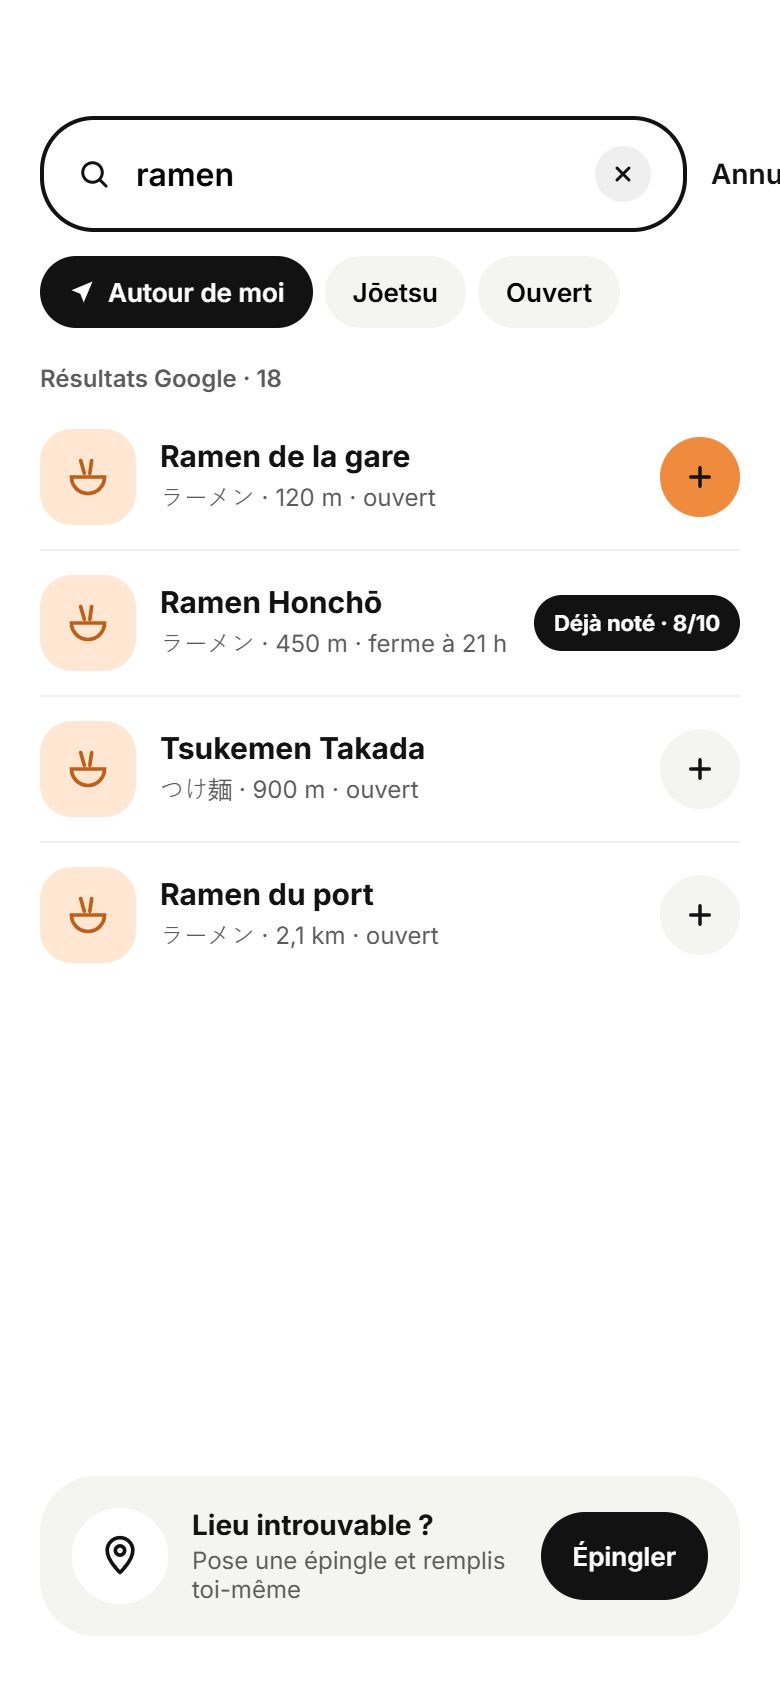 ramen
Annu
Autour de moi
Jōetsu
Ouvert
Résultats Google · 18
Ramen de la gare
ラーメン · 120 m · ouvert
Ramen Honchō
ラーメン · 450 m · ferme à 21 h
Déjà noté · 8/10
Tsukemen Takada
つけ麺 · 900 m · ouvert
Ramen du port
ラーメン · 2,1 km · ouvert
Lieu introuvable ?
Pose une épingle et remplis
toi-même
Épingler